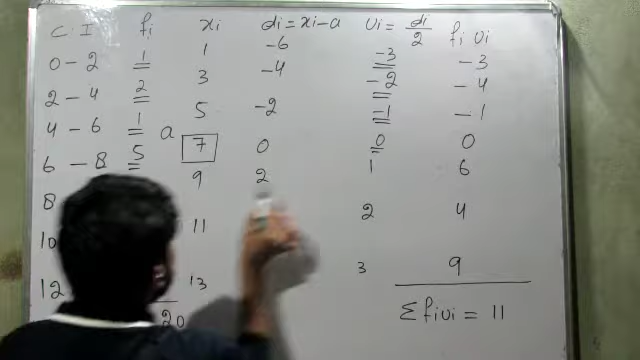 C.I fi xi di = xi - a ui = di/2 fi ui
0 - 2 1 1 -6 -3 -3
2 - 4 2 3 -4 -2 -4
4 - 6 1 5 -2 -1 -1
6 - 8 5 a 7 0 0 0
8 9 2 1 6
10 11 2 4
12 13 3 9
20 Σ fiui = 11